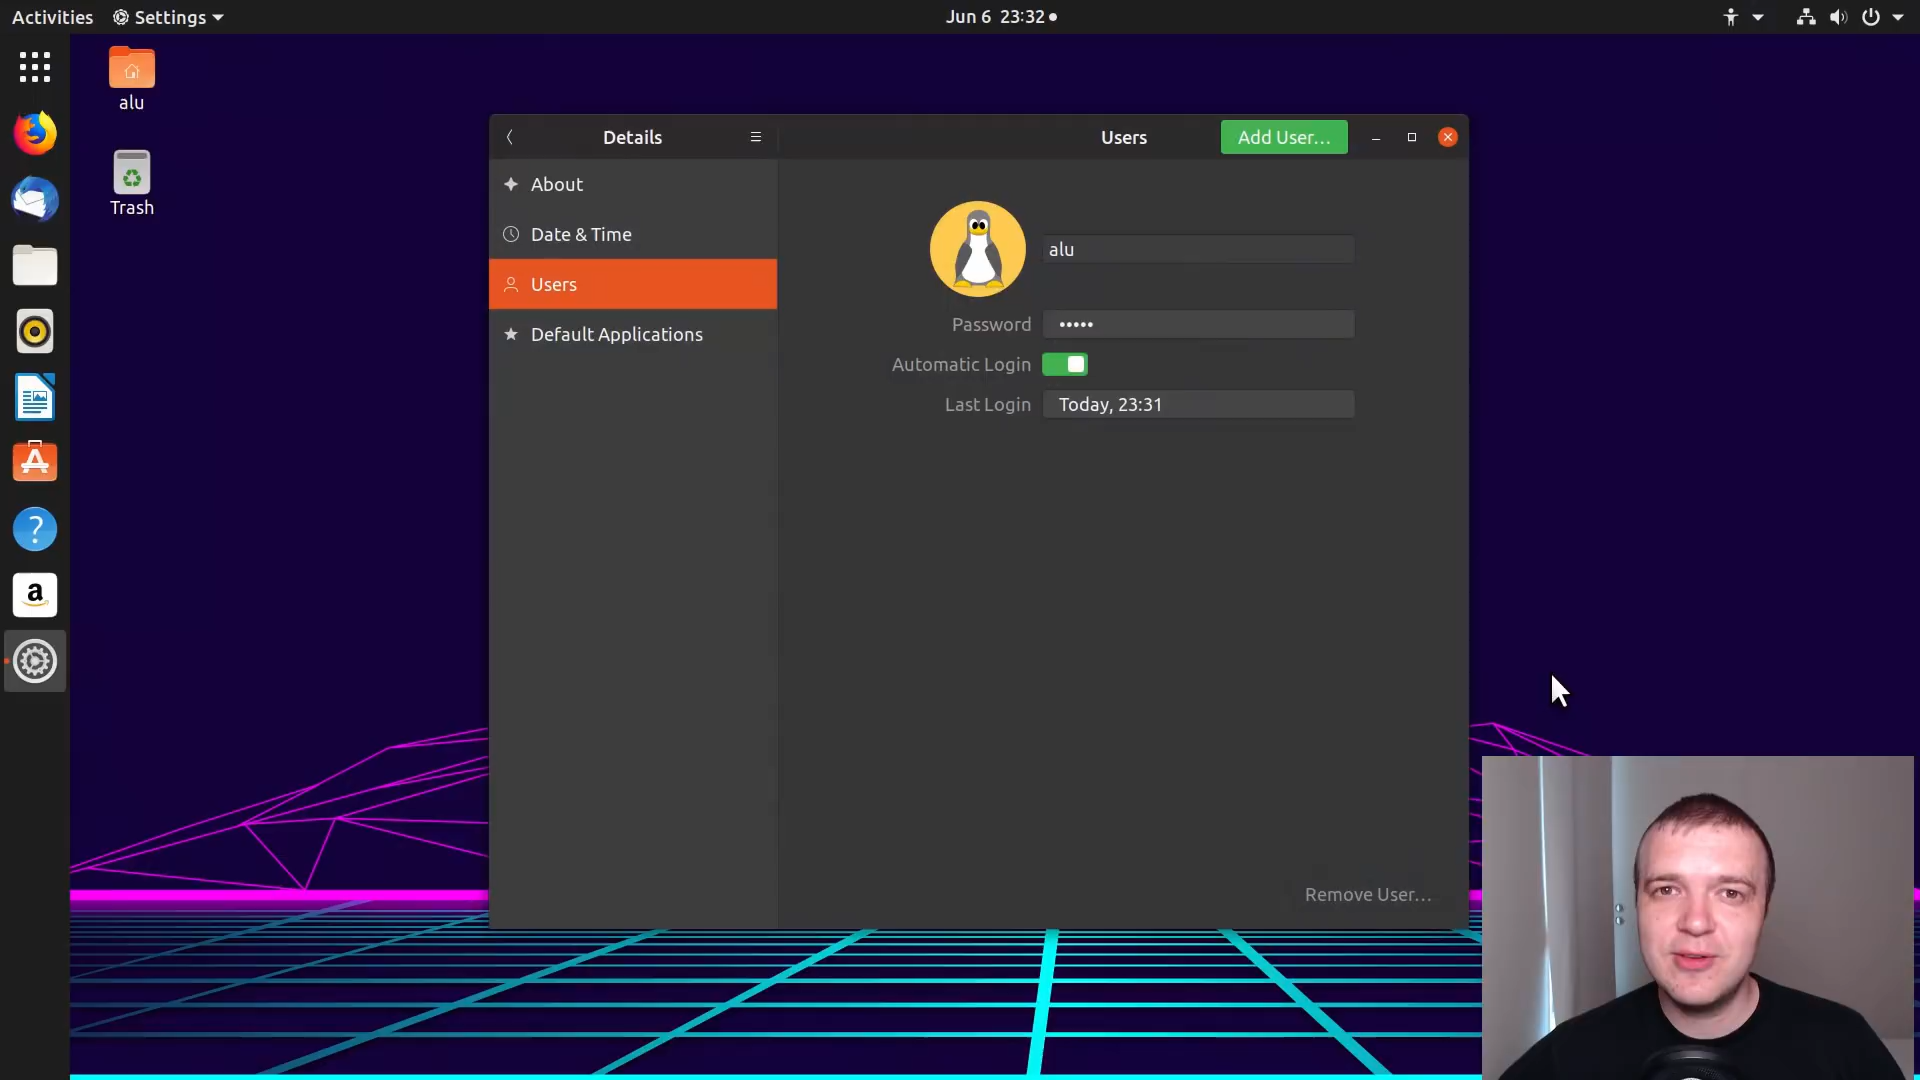 Activities
Settings
Jun 6 23:32
alu
Trash
Details
Users
Add User...
About
Date & Time
Users
Default Applications
alu
Password
•••••
Automatic Login
Last Login
Today, 23:31
Remove User...
?
a